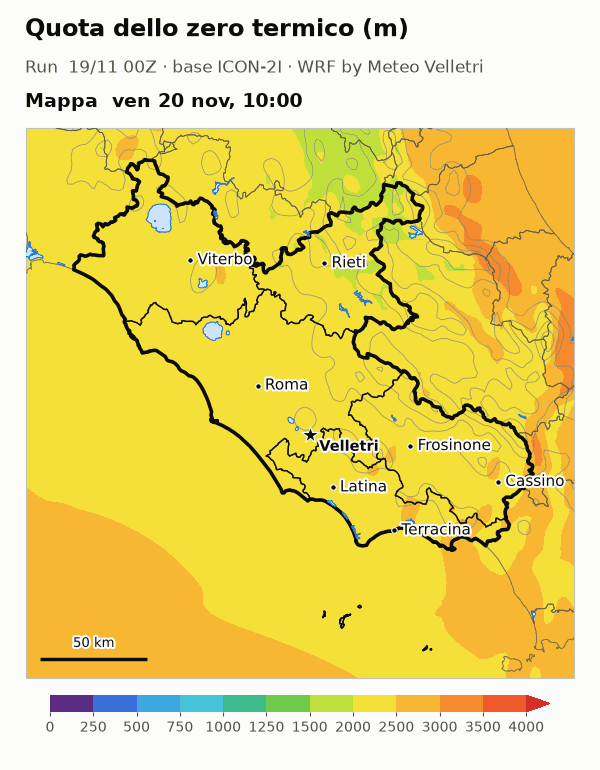 Quota dello zero termico (m)
Run 19/11 00Z · base ICON-2I · WRF by Meteo Velletri
Mappa ven 20 nov, 10:00
Viterbo
Rieti
Roma
Velletri
Frosinone
Latina
Cassino
Terracina
50 km
0 250 500 750 1000 1250 1500 2000 2500 3000 3500 4000